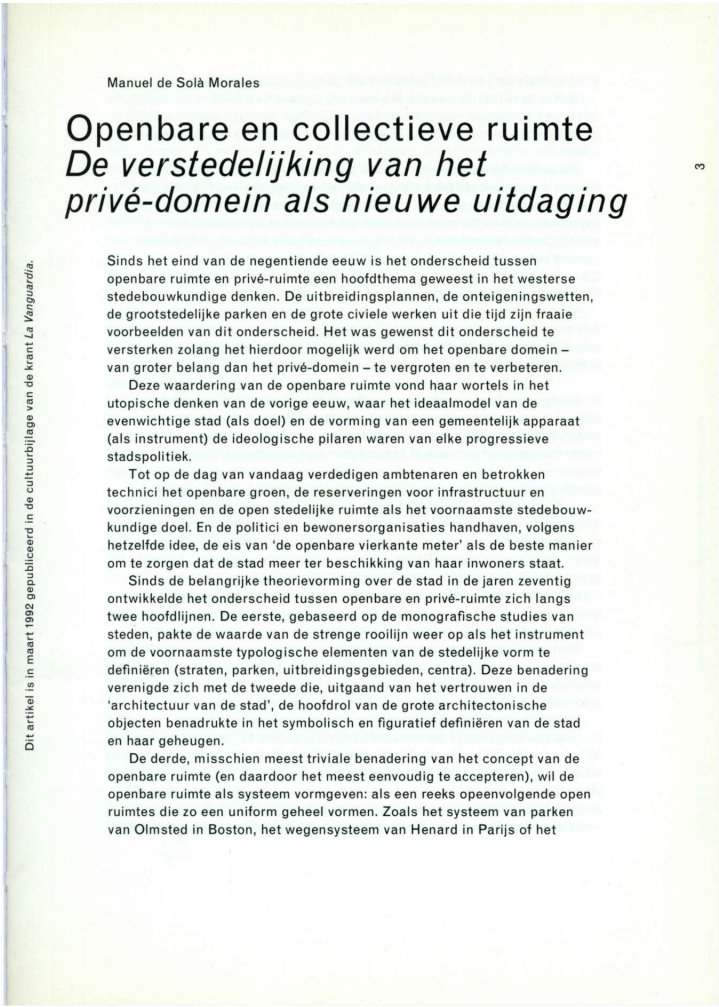 Manuel de Solà Morales
Openbare en collectieve ruimte
De verstedelijking van het
privé-domein als nieuwe uitdaging
3
Dit artikel is in maart 1992 gepubliceerd in de cultuurbijlage van de krant La Vanguardia.
Sinds het eind van de negentiende eeuw is het onderscheid tussen
openbare ruimte en privé-ruimte een hoofdthema geweest in het westerse
stedebouwkundige denken. De uitbreidingsplannen, de onteigeningswetten,
de grootstedelijke parken en de grote civiele werken uit die tijd zijn fraaie
voorbeelden van dit onderscheid. Het was gewenst dit onderscheid te
versterken zolang het hierdoor mogelijk werd om het openbare domein –
van groter belang dan het privé-domein – te vergroten en te verbeteren.
Deze waardering van de openbare ruimte vond haar wortels in het
utopische denken van de vorige eeuw, waar het ideaalmodel van de
evenwichtige stad (als doel) en de vorming van een gemeentelijk apparaat
(als instrument) de ideologische pilaren waren van elke progressieve
stadspolitiek.
Tot op de dag van vandaag verdedigen ambtenaren en betrokken
technici het openbare groen, de reserveringen voor infrastructuur en
voorzieningen en de open stedelijke ruimte als het voornaamste stedebouw-
kundige doel. En de politici en bewonersorganisaties handhaven, volgens
hetzelfde idee, de eis van ‘de openbare vierkante meter’ als de beste manier
om te zorgen dat de stad meer ter beschikking van haar inwoners staat.
Sinds de belangrijke theorievorming over de stad in de jaren zeventig
ontwikkelde het onderscheid tussen openbare en privé-ruimte zich langs
twee hoofdlijnen. De eerste, gebaseerd op de monografische studies van
steden, pakte de waarde van de strenge rooilijn weer op als het instrument
om de voornaamste typologische elementen van de stedelijke vorm te
definiëren (straten, parken, uitbreidingsgebieden, centra). Deze benadering
verenigde zich met de tweede die, uitgaand van het vertrouwen in de
‘architectuur van de stad’, de hoofdrol van de grote architectonische
objecten benadrukte in het symbolisch en figuratief definiëren van de stad
en haar geheugen.
De derde, misschien meest triviale benadering van het concept van de
openbare ruimte (en daardoor het meest eenvoudig te accepteren), wil de
openbare ruimte als systeem vormgeven: als een reeks opeenvolgende open
ruimtes die zo een uniform geheel vormen. Zoals het systeem van parken
van Olmsted in Boston, het wegensysteem van Henard in Parijs of het